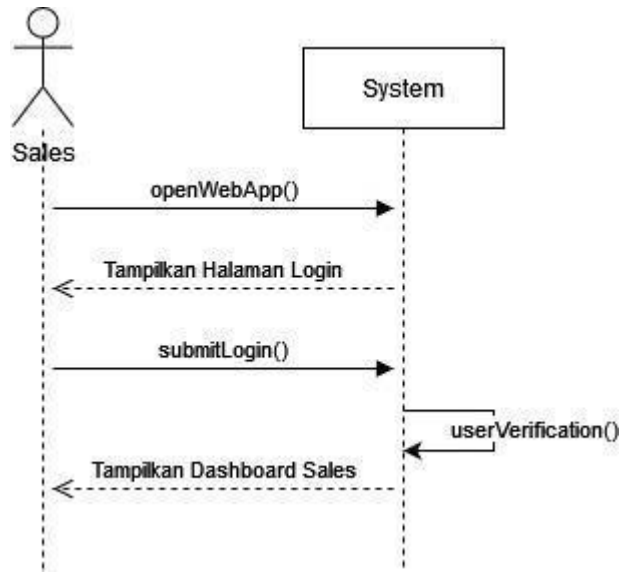 System
Sales
openWebApp()
Tampilkan Halaman Login
submitLogin()
userVerification()
Tampilkan Dashboard Sales